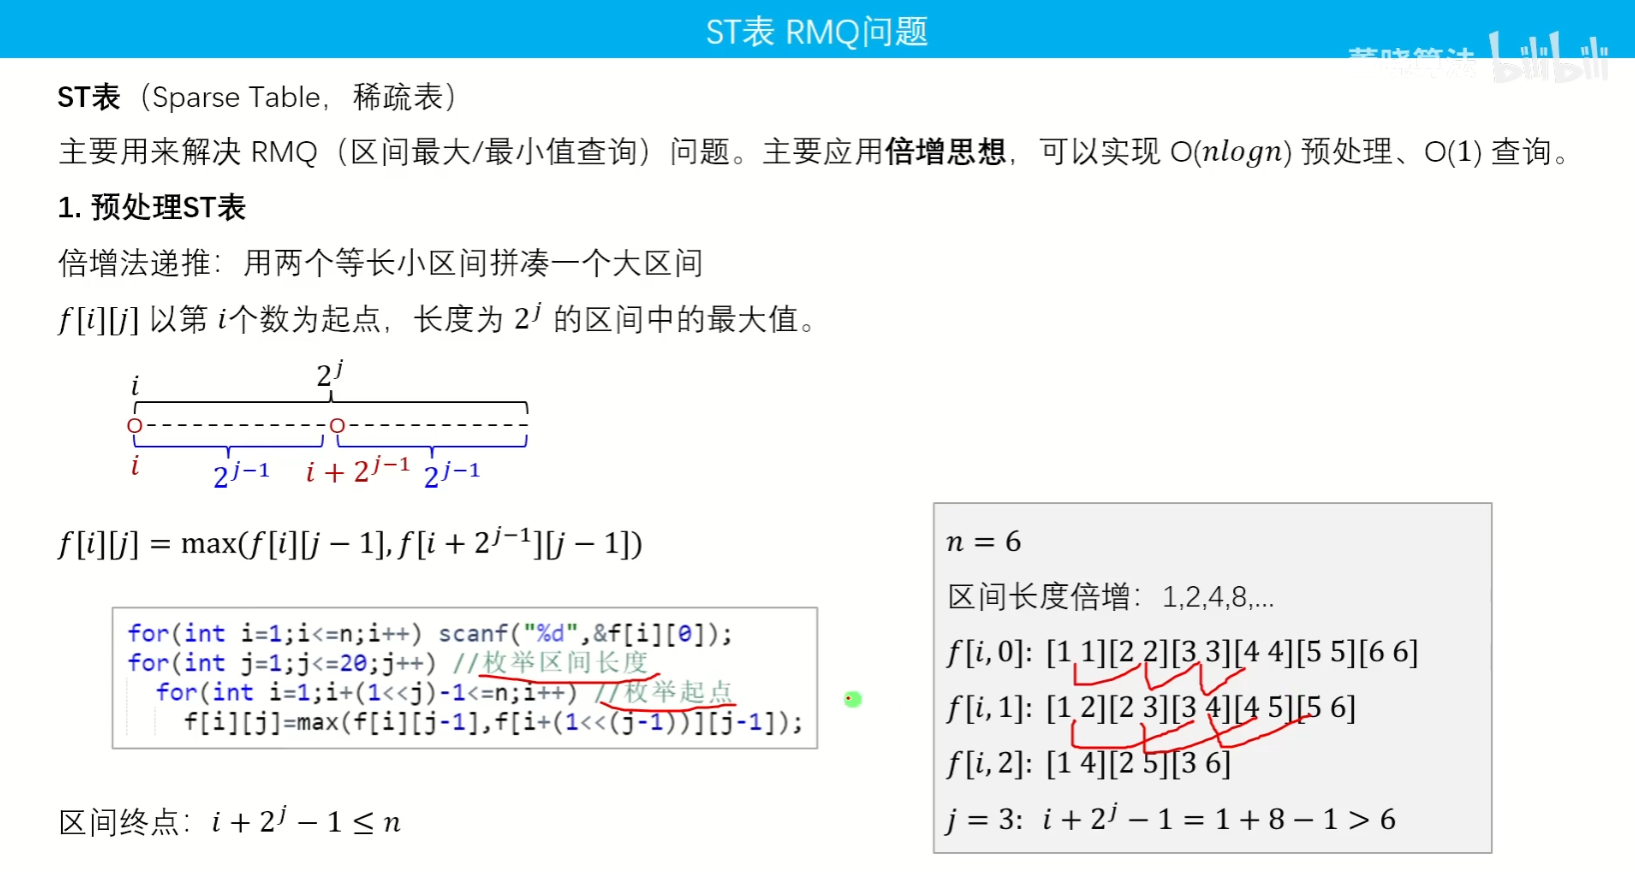 ST表 RMQ问题
董晓算法 bilibili
ST表（Sparse Table，稀疏表）
主要用来解决 RMQ（区间最大/最小值查询）问题。主要应用倍增思想，可以实现 O(nlogn) 预处理、O(1) 查询。
1. 预处理ST表
倍增法递推：用两个等长小区间拼凑一个大区间
f[i][j] 以第 i个数为起点，长度为 2^j 的区间中的最大值。
i 2^j
i 2^{j−1} i + 2^{j−1} 2^{j−1}
f[i][j] = max(f[i][j − 1], f[i + 2^{j−1}][j − 1])
for(int i=1;i<=n;i++) scanf("%d",&f[i][0]);
for(int j=1;j<=20;j++) //枚举区间长度
for(int i=1;i+(1<<j)-1<=n;i++) //枚举起点
f[i][j]=max(f[i][j-1],f[i+(1<<(j-1))][j-1]);
区间终点：i + 2^j − 1 ≤ n
n = 6
区间长度倍增：1,2,4,8,...
f[i, 0]: [1 1][2 2][3 3][4 4][5 5][6 6]
f[i, 1]: [1 2][2 3][3 4][4 5][5 6]
f[i, 2]: [1 4][2 5][3 6]
j = 3: i + 2^j − 1 = 1 + 8 − 1 > 6